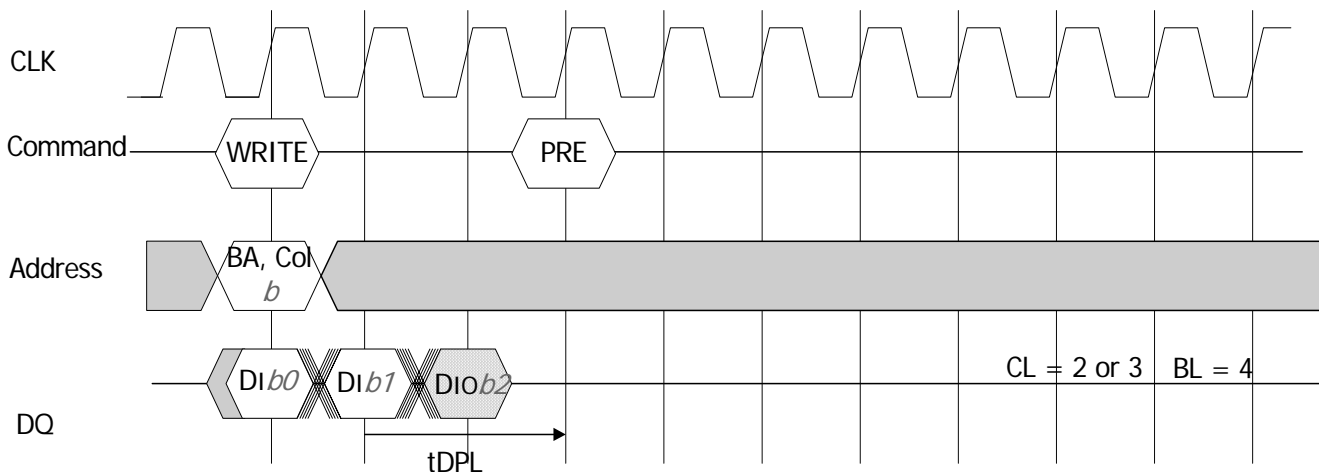 CLK
Command
WRITE
PRE
Address
BA, Col
b
DIb0
DIb1
DIOb2
CL = 2 or 3
BL = 4
DQ
tDPL